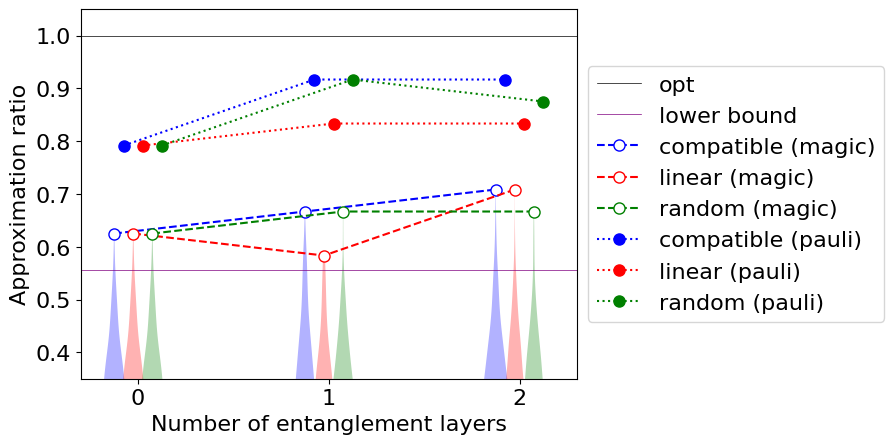 Approximation ratio
1.0
0.9
0.8
0.7
0.6
0.5
0.4
0
1
2
Number of entanglement layers
opt
lower bound
compatible (magic)
linear (magic)
random (magic)
compatible (pauli)
linear (pauli)
random (pauli)